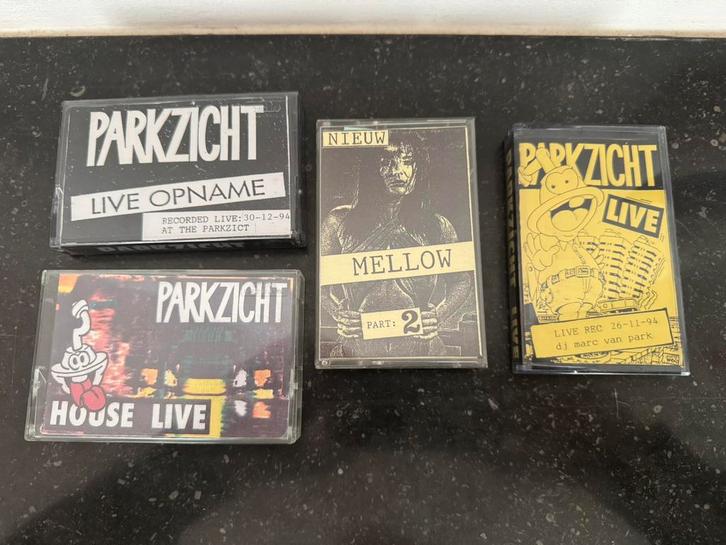 PARKZICHT
LIVE OPNAME
RECORDED LIVE:30-12-94
AT THE PARKZICT
PARKZICHT
NIEUW
MELLOW
PART: 2
PARKZICHT
LIVE
LIVE REC 26-11-94
dj marc van park
PARKZICHT
HOUSE LIVE